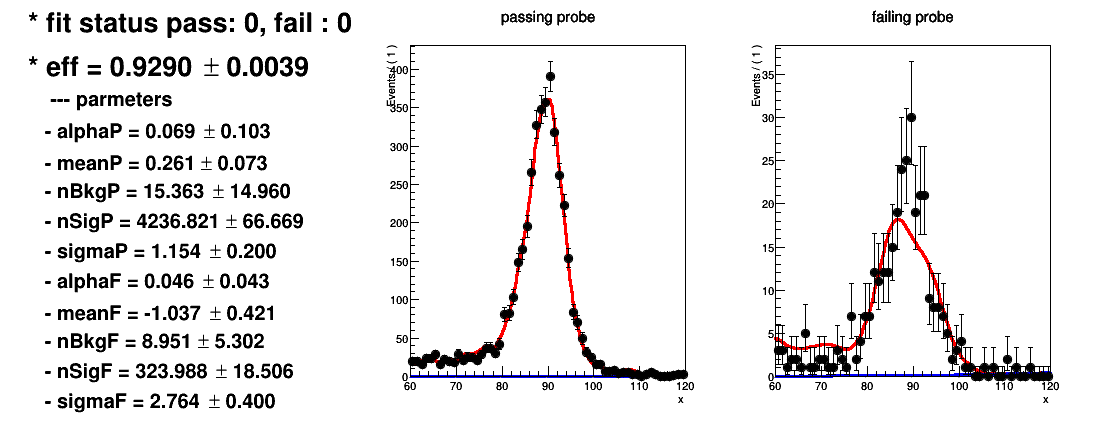 * fit status pass: 0, fail : 0
* eff = 0.9290 ± 0.0039
--- parmeters
- alphaP = 0.069 ± 0.103
- meanP = 0.261 ± 0.073
- nBkgP = 15.363 ± 14.960
- nSigP = 4236.821 ± 66.669
- sigmaP = 1.154 ± 0.200
- alphaF = 0.046 ± 0.043
- meanF = -1.037 ± 0.421
- nBkgF = 8.951 ± 5.302
- nSigF = 323.988 ± 18.506
- sigmaF = 2.764 ± 0.400
passing probe
Events / ( 1 )
400
350
300
250
200
150
100
50
0
60 70 80 90 100 110 120
x
failing probe
Events / ( 1 )
35
30
25
20
15
10
5
0
60 70 80 90 100 110 120
x